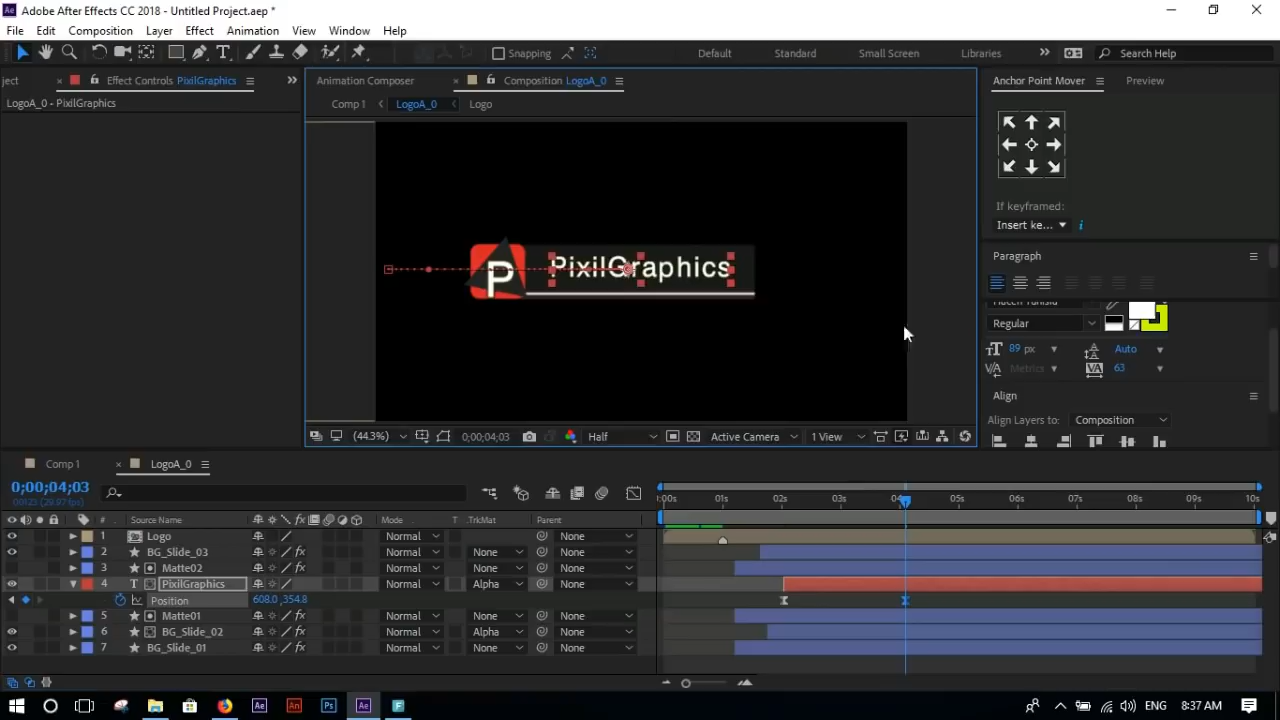 Adobe After Effects CC 2018 - Untitled Project.aep *
File Edit Composition Layer Effect Animation View Window Help
Snapping Default Standard Small Screen Libraries Search Help
ject Effect Controls PixilGraphics Animation Composer Composition LogoA_0 Anchor Point Mover Preview
LogoA_0 - PixilGraphics Comp 1 LogoA_0 Logo
If keyframed:
Insert ke...
Paragraph
P PixilGraphics
Hacen Tunisia
Regular
89 px Auto
Metrics 63
Align
Align Layers to: Composition
(44.3%) 0;00;04;03 Half Active Camera 1 View
Comp 1 LogoA_0
0;00;04;03
00123 (29.97 fps)
:00s 01s 02s 03s 04s 05s 06s 07s 08s 09s 10s
# Source Name Mode T TrkMat Parent
1 Logo Normal None
2 BG_Slide_03 Normal None None
3 Matte02 Normal None None
4 T PixilGraphics Normal Alpha None
Position 608.0,354.8
5 Matte01 Normal None None
6 BG_Slide_02 Normal Alpha None
7 BG_Slide_01 Normal None None
ENG 8:37 AM